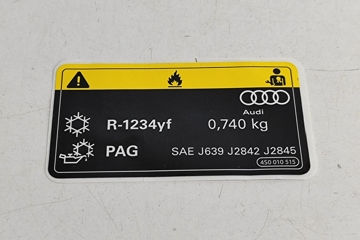 Audi
R-1234yf 0,740 kg
PAG SAE J639 J2842 J2845
4S0 010 515